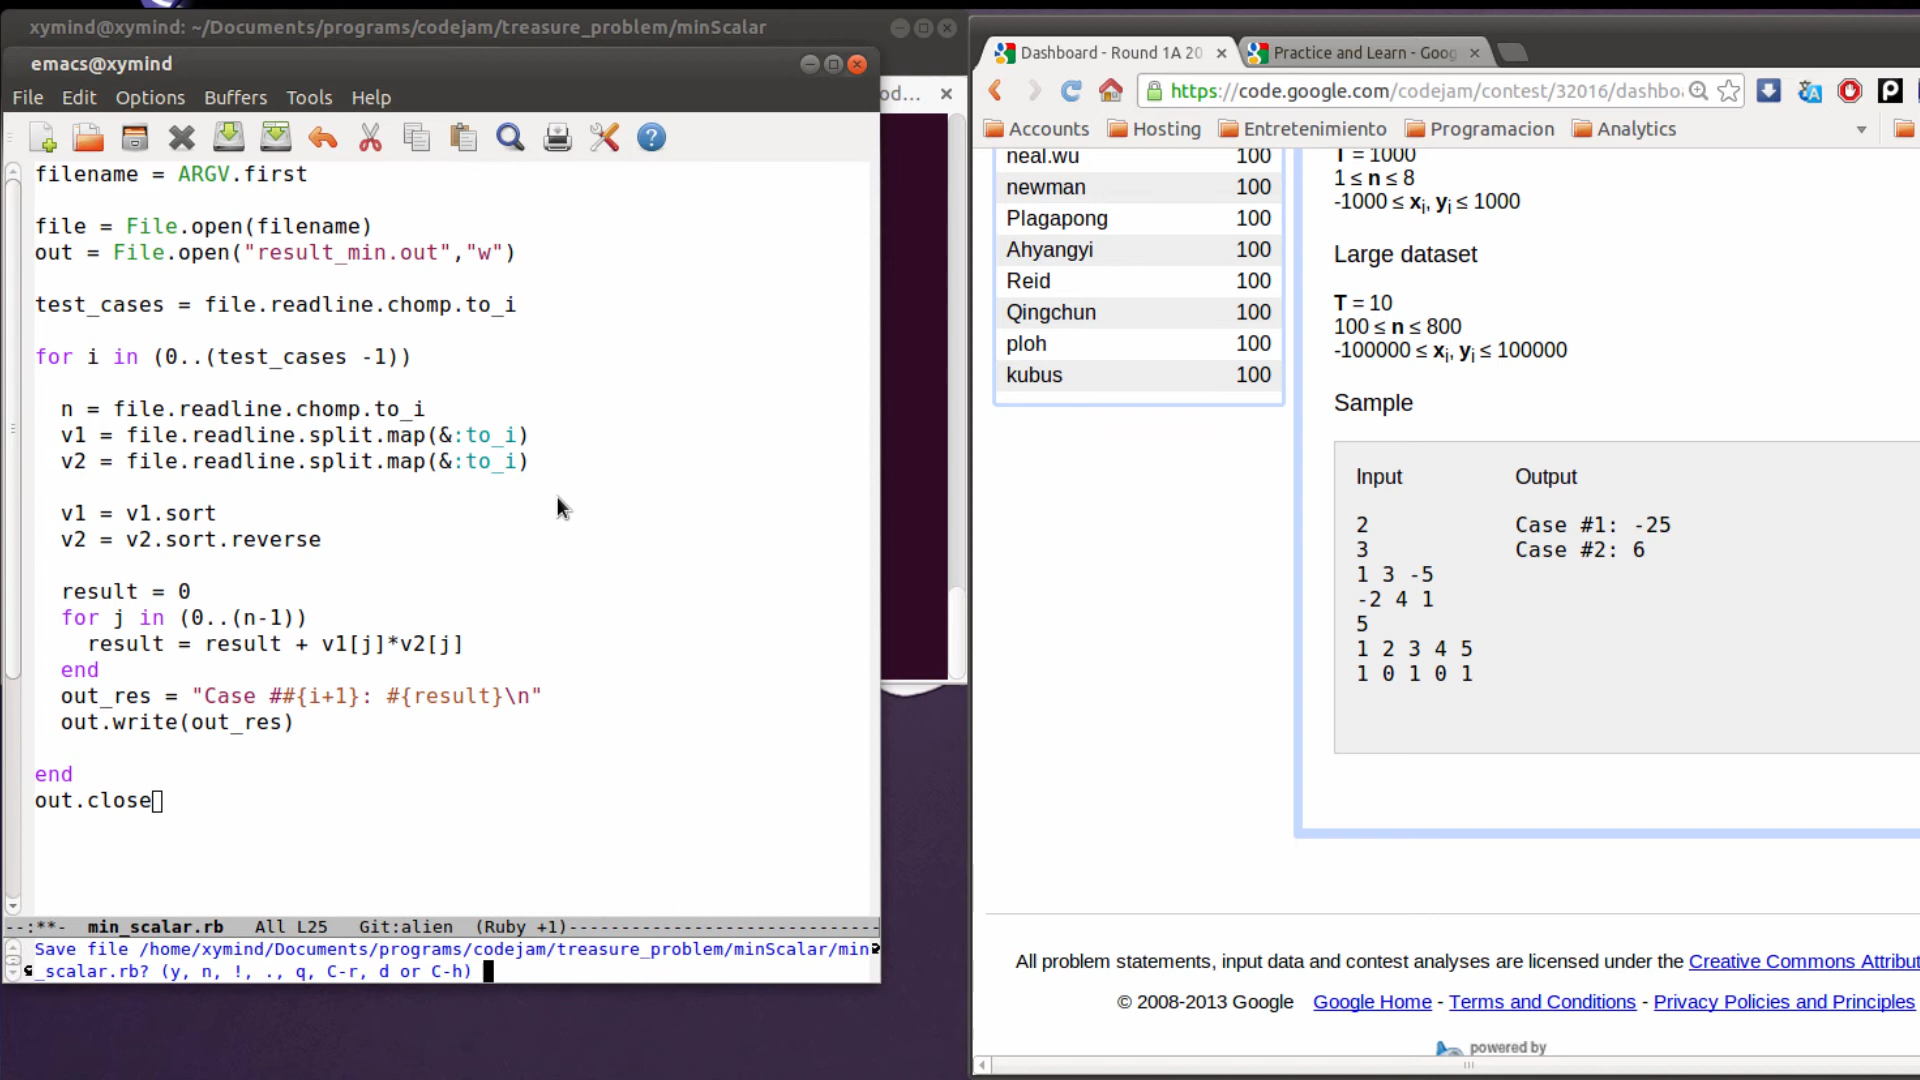 xymind@xymind: ~/Documents/programs/codejam/treasure_problem/minScalar
emacs@xymind
File Edit Options Buffers Tools Help
filename = ARGV.first
file = File.open(filename)
out = File.open("result_min.out","w")
test_cases = file.readline.chomp.to_i
for i in (0..(test_cases -1))
n = file.readline.chomp.to_i
v1 = file.readline.split.map(&:to_i)
v2 = file.readline.split.map(&:to_i)
v1 = v1.sort
v2 = v2.sort.reverse
result = 0
for j in (0..(n-1))
result = result + v1[j]*v2[j]
end
out_res = "Case ##{i+1}: #{result}\n"
out.write(out_res)
end
out.close
--:**- min_scalar.rb All L25 Git:alien (Ruby +1)
Save file /home/xymind/Documents/programs/codejam/treasure_problem/minScalar/min
_scalar.rb? (y, n, !, ., q, C-r, d or C-h)
od...
Dashboard - Round 1A 20
Practice and Learn - Goog
https://code.google.com/codejam/contest/32016/dashbo
Accounts Hosting Entretenimiento Programacion Analytics
neal.wu 100
newman 100
Plagapong 100
Ahyangyi 100
Reid 100
Qingchun 100
ploh 100
kubus 100
T = 1000
1 ≤ n ≤ 8
-1000 ≤ xi, yi ≤ 1000
Large dataset
T = 10
100 ≤ n ≤ 800
-100000 ≤ xi, yi ≤ 100000
Sample
Input Output
2 Case #1: -25
3 Case #2: 6
1 3 -5
-2 4 1
5
1 2 3 4 5
1 0 1 0 1
All problem statements, input data and contest analyses are licensed under the Creative Commons Attribut
© 2008-2013 Google Google Home - Terms and Conditions - Privacy Policies and Principles
powered by